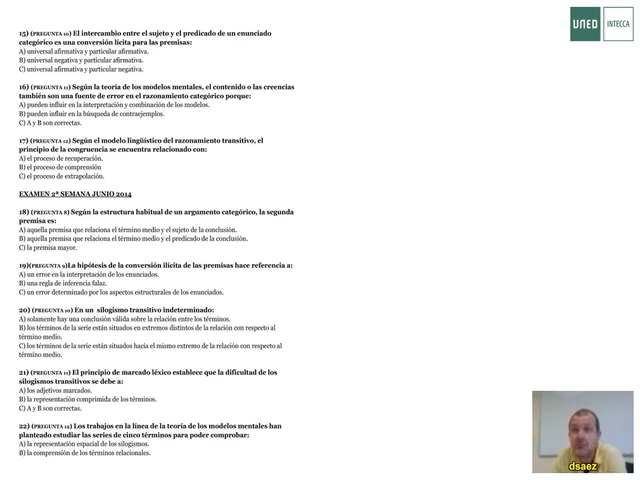 UNED
INTECCA
15) (PREGUNTA 10) El intercambio entre el sujeto y el predicado de un enunciado
categórico es una conversión lícita para las premisas:
A) universal afirmativa y particular afirmativa.
B) universal negativa y particular afirmativa.
C) universal afirmativa y particular negativa.
16) (PREGUNTA 11) Según la teoría de los modelos mentales, el contenido o las creencias
también son una fuente de error en el razonamiento categórico porque:
A) pueden influir en la interpretación y combinación de los modelos.
B) pueden influir en la búsqueda de contraejemplos.
C) A y B son correctas.
17) (PREGUNTA 12) Según el modelo lingüístico del razonamiento transitivo, el
principio de la congruencia se encuentra relacionado con:
A) el proceso de recuperación.
B) el proceso de comprensión
C) el proceso de extrapolación.
EXAMEN 2ª SEMANA JUNIO 2014
18) (PREGUNTA 8) Según la estructura habitual de un argumento categórico, la segunda
premisa es:
A) aquella premisa que relaciona el término medio y el sujeto de la conclusión.
B) aquella premisa que relaciona el término medio y el predicado de la conclusión.
C) la premisa mayor.
19)(PREGUNTA 9)La hipótesis de la conversión ilícita de las premisas hace referencia a:
A) un error en la interpretación de los enunciados.
B) una regla de inferencia falaz.
C) un error determinado por los aspectos estructurales de los enunciados.
20) (PREGUNTA 10) En un silogismo transitivo indeterminado:
A) solamente hay una conclusión válida sobre la relación entre los términos.
B) los términos de la serie están situados en extremos distintos de la relación con respecto al
término medio.
C) los términos de la serie están situados hacia el mismo extremo de la relación con respecto al
término medio.
21) (PREGUNTA 11) El principio de marcado léxico establece que la dificultad de los
silogismos transitivos se debe a:
A) los adjetivos marcados.
B) la representación comprimida de los términos.
C) A y B son correctas.
22) (PREGUNTA 12) Los trabajos en la línea de la teoría de los modelos mentales han
planteado estudiar las series de cinco términos para poder comprobar:
A) la representación espacial de los silogismos.
B) la comprensión de los términos relacionales.
dsaez